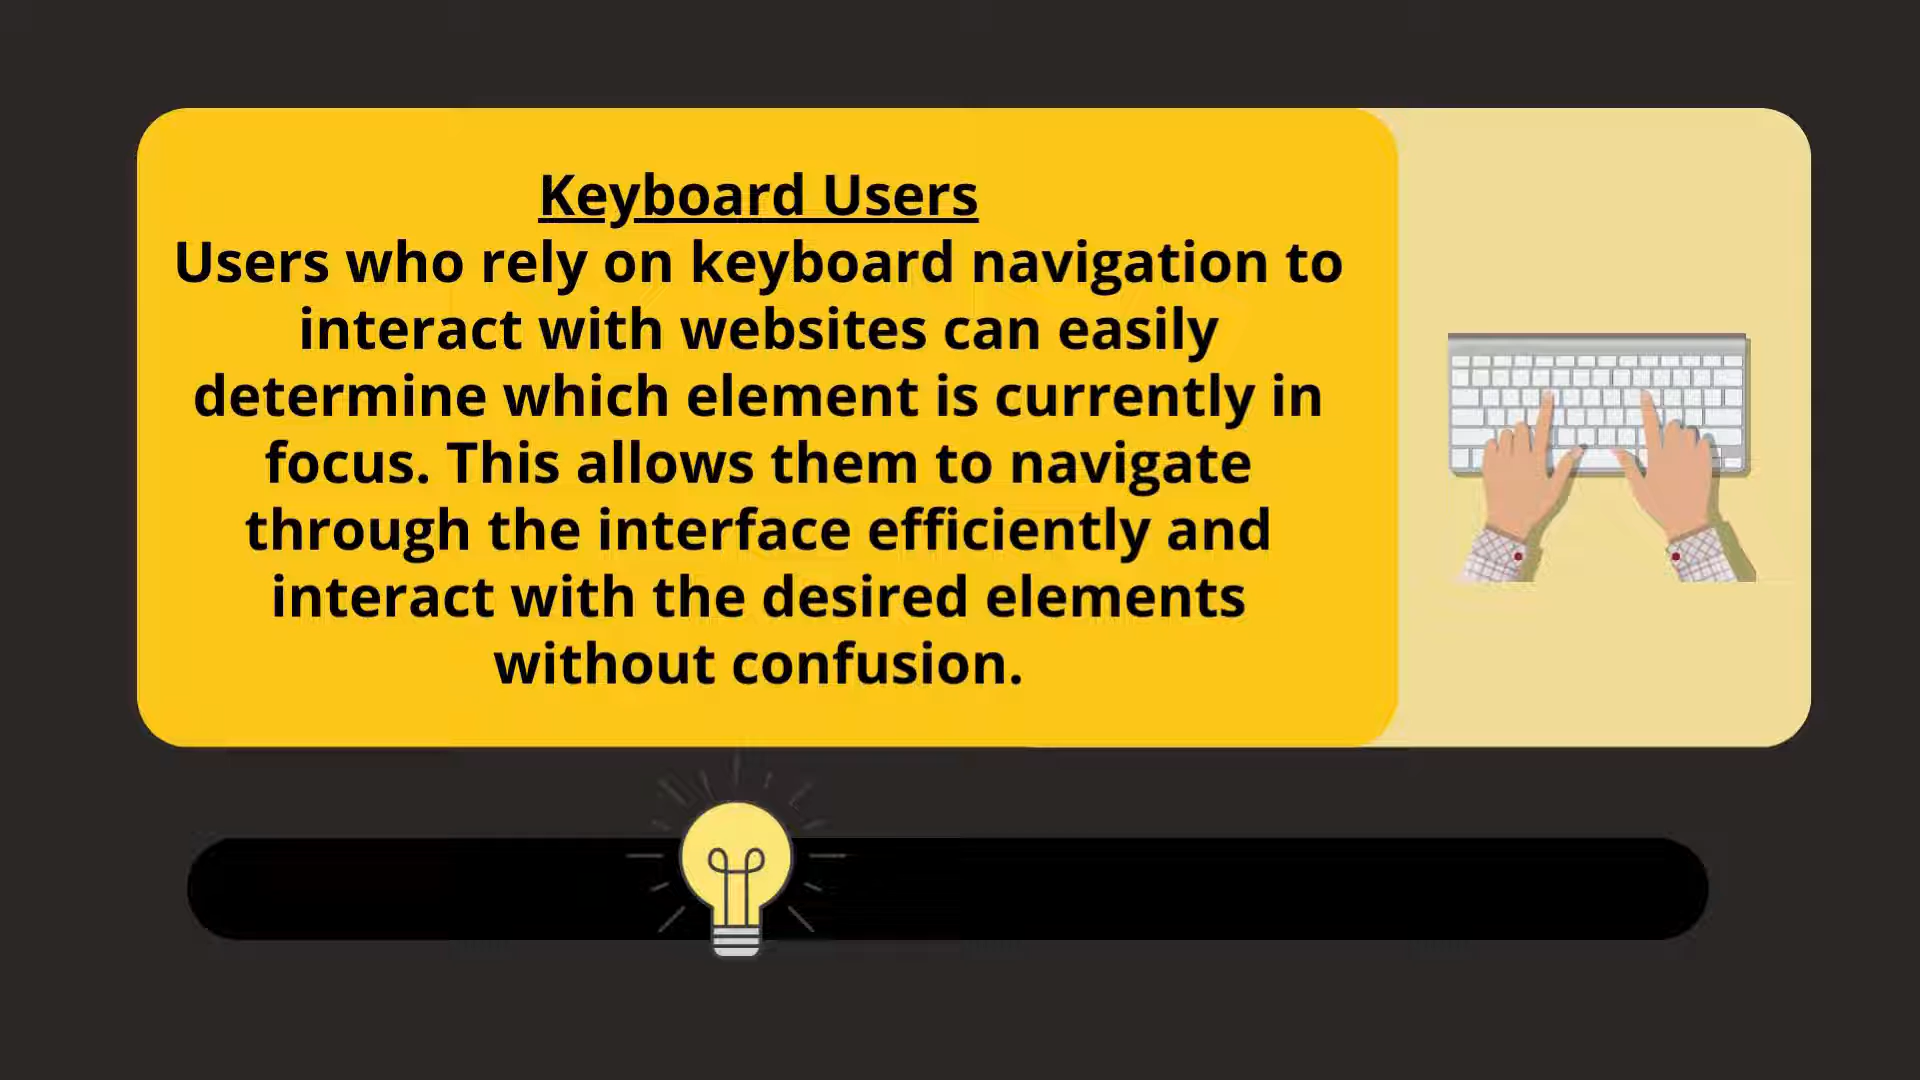 Keyboard Users
Users who rely on keyboard navigation to
interact with websites can easily
determine which element is currently in
focus. This allows them to navigate
through the interface efficiently and
interact with the desired elements
without confusion.